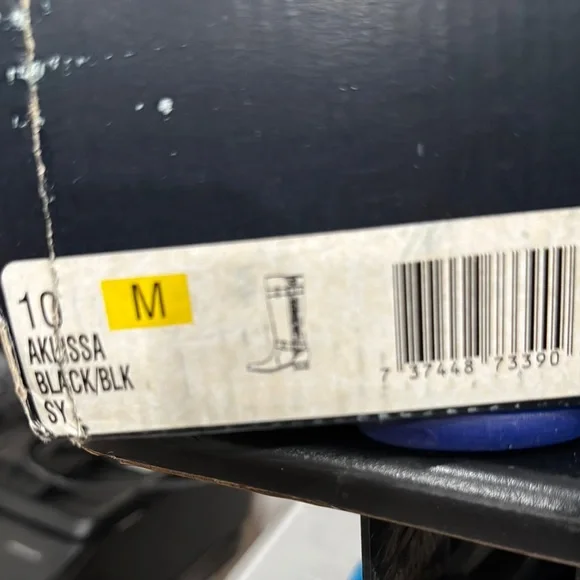 10 M
AKLISSA
BLACK/BLK
SY
7 37448 73390